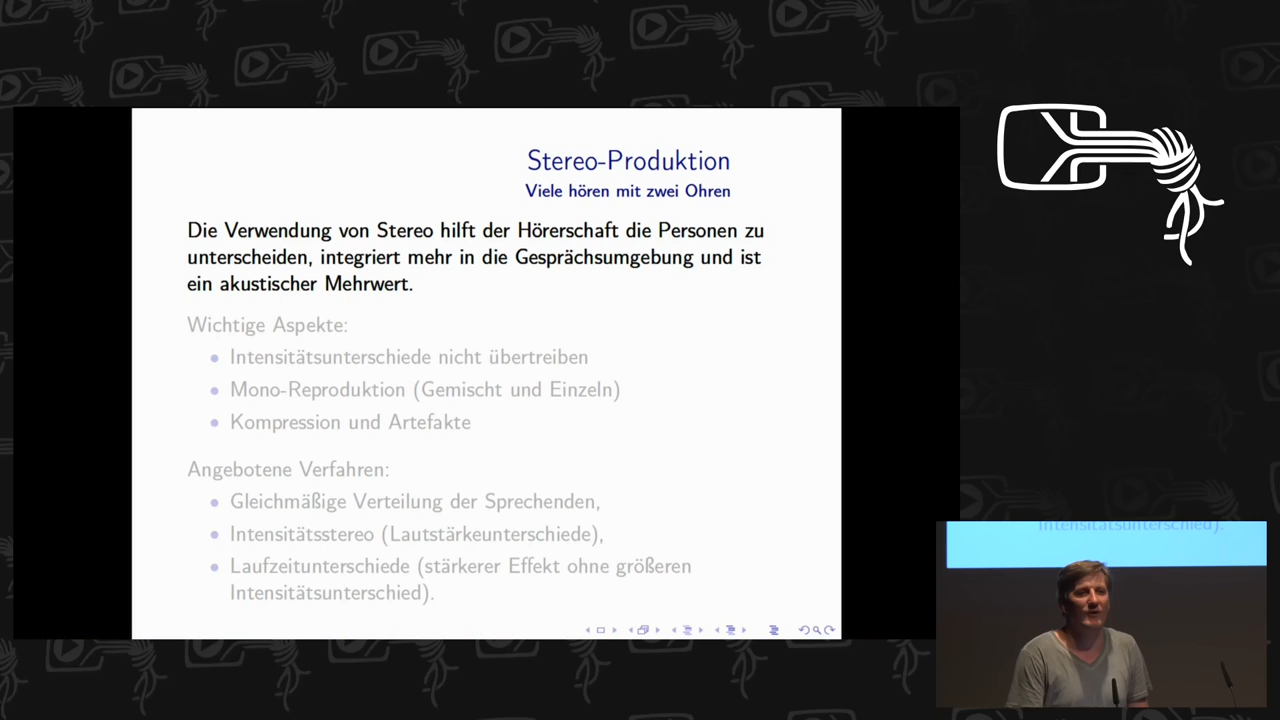 Stereo-Produktion
Viele hören mit zwei Ohren
Die Verwendung von Stereo hilft der Hörerschaft die Personen zu
unterscheiden, integriert mehr in die Gesprächsumgebung und ist
ein akustischer Mehrwert.
Wichtige Aspekte:
Intensitätsunterschiede nicht übertreiben
Mono-Reproduktion (Gemischt und Einzeln)
Kompression und Artefakte
Angebotene Verfahren:
Gleichmäßige Verteilung der Sprechenden,
Intensitätsstereo (Lautstärkeunterschiede),
Laufzeitunterschiede (stärkerer Effekt ohne größeren
Intensitätsunterschied).
Intensitätsunterschied).